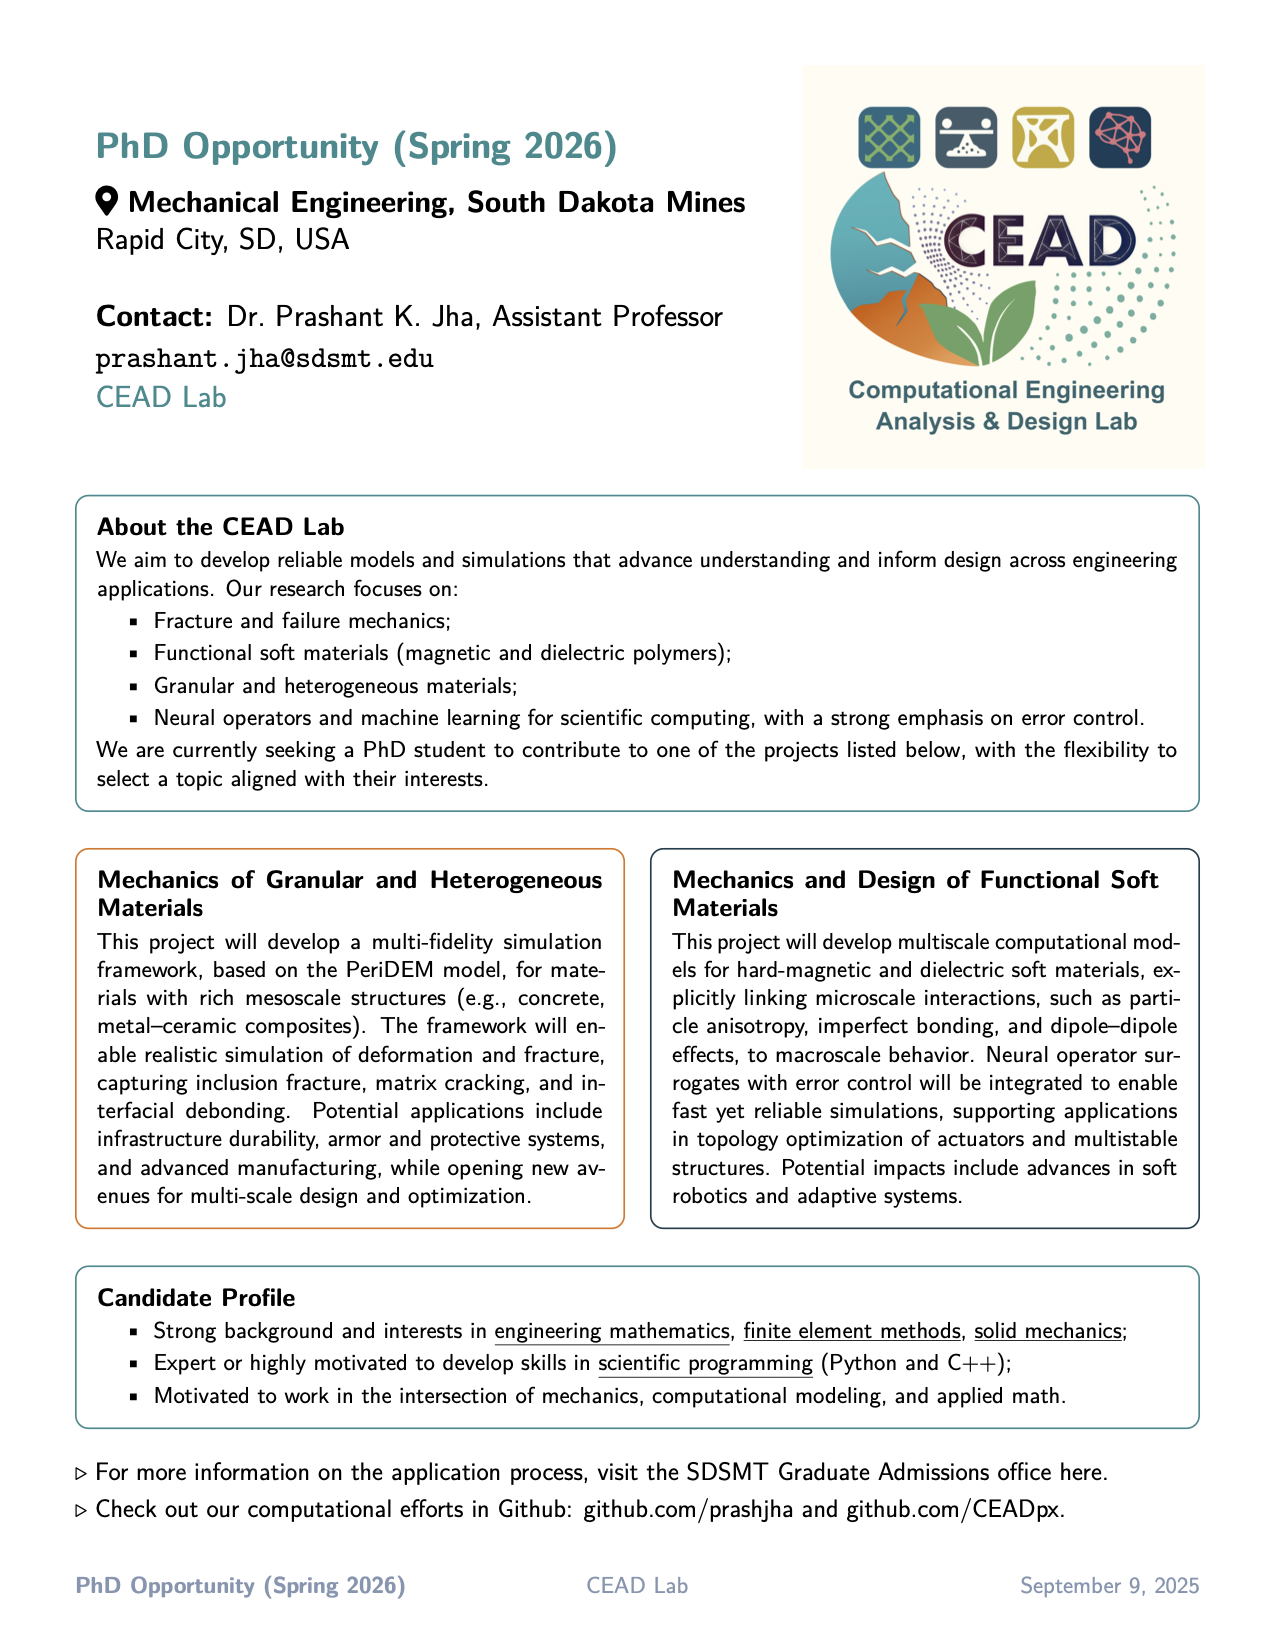 PhD Opportunity (Spring 2026)
Mechanical Engineering, South Dakota Mines
Rapid City, SD, USA
Contact: Dr. Prashant K. Jha, Assistant Professor
prashant.jha@sdsmt.edu
CEAD Lab
CEAD
Computational Engineering
Analysis & Design Lab
About the CEAD Lab
We aim to develop reliable models and simulations that advance understanding and inform design across engineering
applications. Our research focuses on:
▪ Fracture and failure mechanics;
▪ Functional soft materials (magnetic and dielectric polymers);
▪ Granular and heterogeneous materials;
▪ Neural operators and machine learning for scientific computing, with a strong emphasis on error control.
We are currently seeking a PhD student to contribute to one of the projects listed below, with the flexibility to
select a topic aligned with their interests.
Mechanics of Granular and Heterogeneous
Materials
This project will develop a multi-fidelity simulation
framework, based on the PeriDEM model, for mate-
rials with rich mesoscale structures (e.g., concrete,
metal–ceramic composites). The framework will en-
able realistic simulation of deformation and fracture,
capturing inclusion fracture, matrix cracking, and in-
terfacial debonding. Potential applications include
infrastructure durability, armor and protective systems,
and advanced manufacturing, while opening new av-
enues for multi-scale design and optimization.
Mechanics and Design of Functional Soft
Materials
This project will develop multiscale computational mod-
els for hard-magnetic and dielectric soft materials, ex-
plicitly linking microscale interactions, such as parti-
cle anisotropy, imperfect bonding, and dipole–dipole
effects, to macroscale behavior. Neural operator sur-
rogates with error control will be integrated to enable
fast yet reliable simulations, supporting applications
in topology optimization of actuators and multistable
structures. Potential impacts include advances in soft
robotics and adaptive systems.
Candidate Profile
▪ Strong background and interests in engineering mathematics, finite element methods, solid mechanics;
▪ Expert or highly motivated to develop skills in scientific programming (Python and C++);
▪ Motivated to work in the intersection of mechanics, computational modeling, and applied math.
▷ For more information on the application process, visit the SDSMT Graduate Admissions office here.
▷ Check out our computational efforts in Github: github.com/prashjha and github.com/CEADpx.
PhD Opportunity (Spring 2026)
CEAD Lab
September 9, 2025